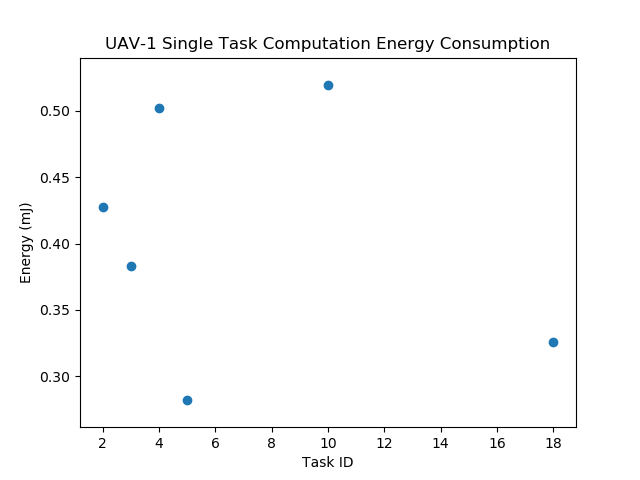 UAV-1 Single Task Computation Energy Consumption
0.50
0.45
0.40
0.35
0.30
Energy (mJ)
2 4 6 8 10 12 14 16 18
Task ID